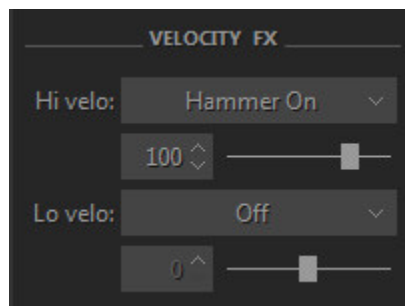 VELOCITY FX
Hi velo: Hammer On
100
Lo velo: Off
0